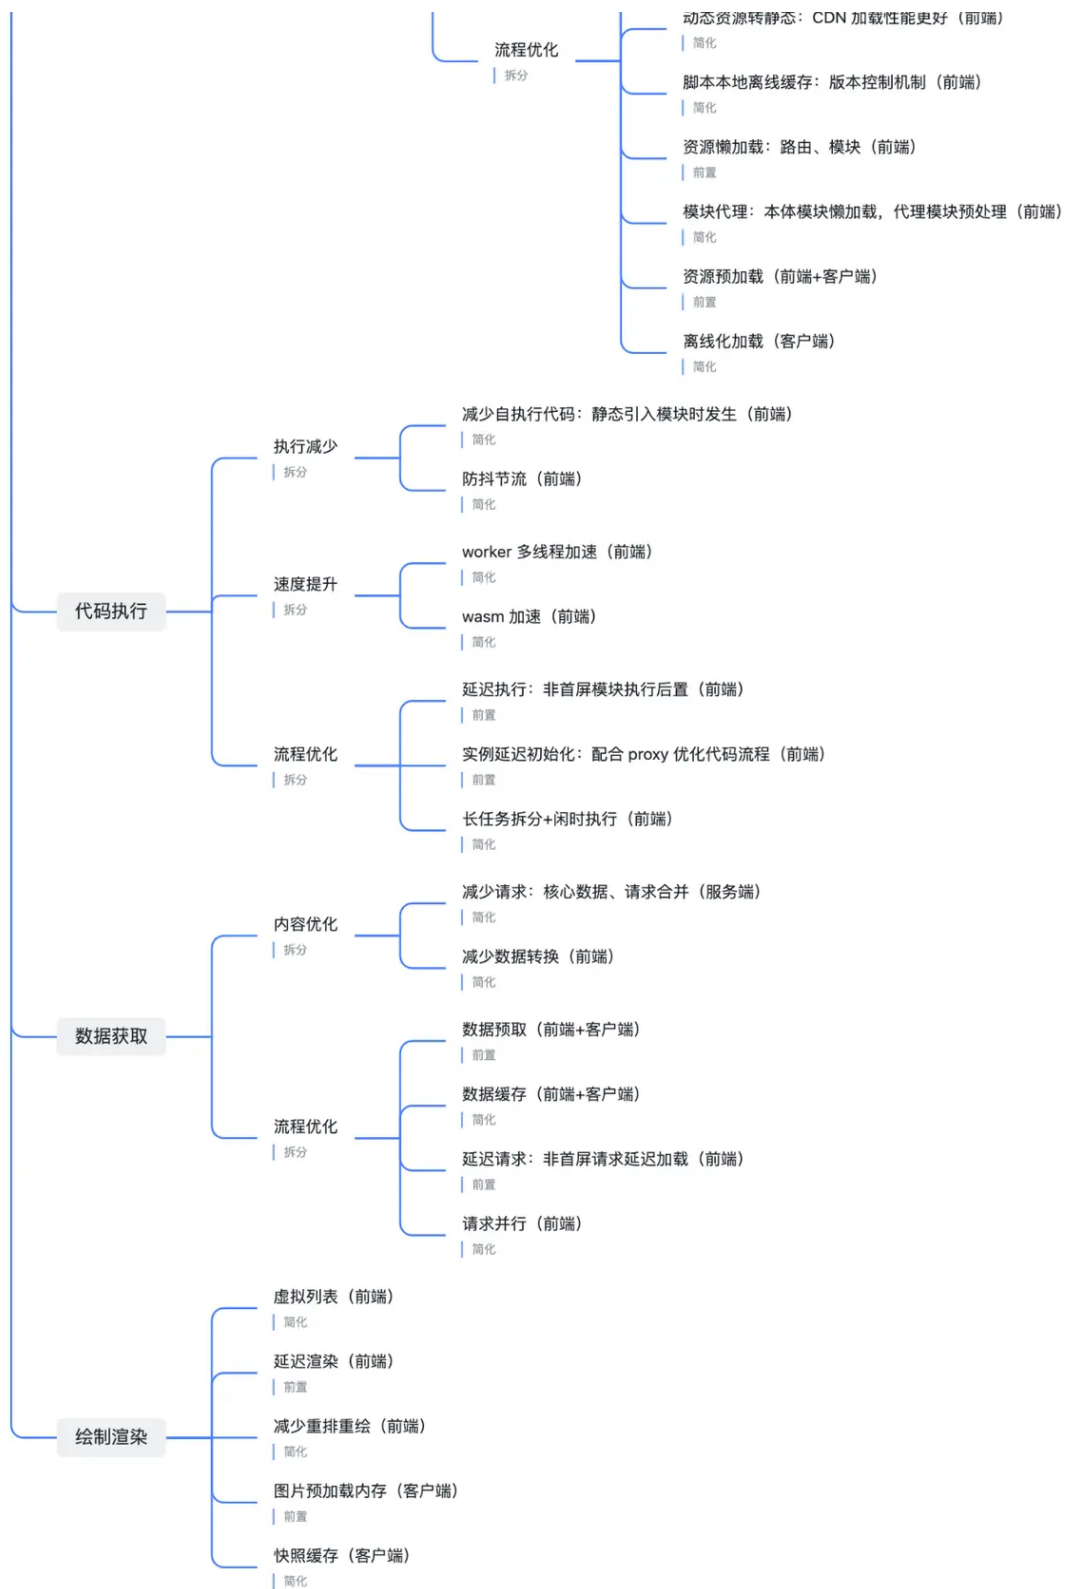 动态资源转静态：CDN 加载性能更好（前端）
简化
流程优化
拆分
脚本本地离线缓存：版本控制机制（前端）
简化
资源懒加载：路由、模块（前端）
前置
模块代理：本体模块懒加载，代理模块预处理（前端）
简化
资源预加载（前端+客户端）
前置
离线化加载（客户端）
简化
代码执行
执行减少
拆分
减少自执行代码：静态引入模块时发生（前端）
简化
防抖节流（前端）
简化
速度提升
拆分
worker 多线程加速（前端）
简化
wasm 加速（前端）
简化
流程优化
拆分
延迟执行：非首屏模块执行后置（前端）
前置
实例延迟初始化：配合 proxy 优化代码流程（前端）
前置
长任务拆分+闲时执行（前端）
简化
数据获取
内容优化
拆分
减少请求：核心数据、请求合并（服务端）
简化
减少数据转换（前端）
简化
流程优化
拆分
数据预取（前端+客户端）
前置
数据缓存（前端+客户端）
简化
延迟请求：非首屏请求延迟加载（前端）
前置
请求并行（前端）
简化
绘制渲染
虚拟列表（前端）
简化
延迟渲染（前端）
前置
减少重排重绘（前端）
简化
图片预加载内存（客户端）
前置
快照缓存（客户端）
简化